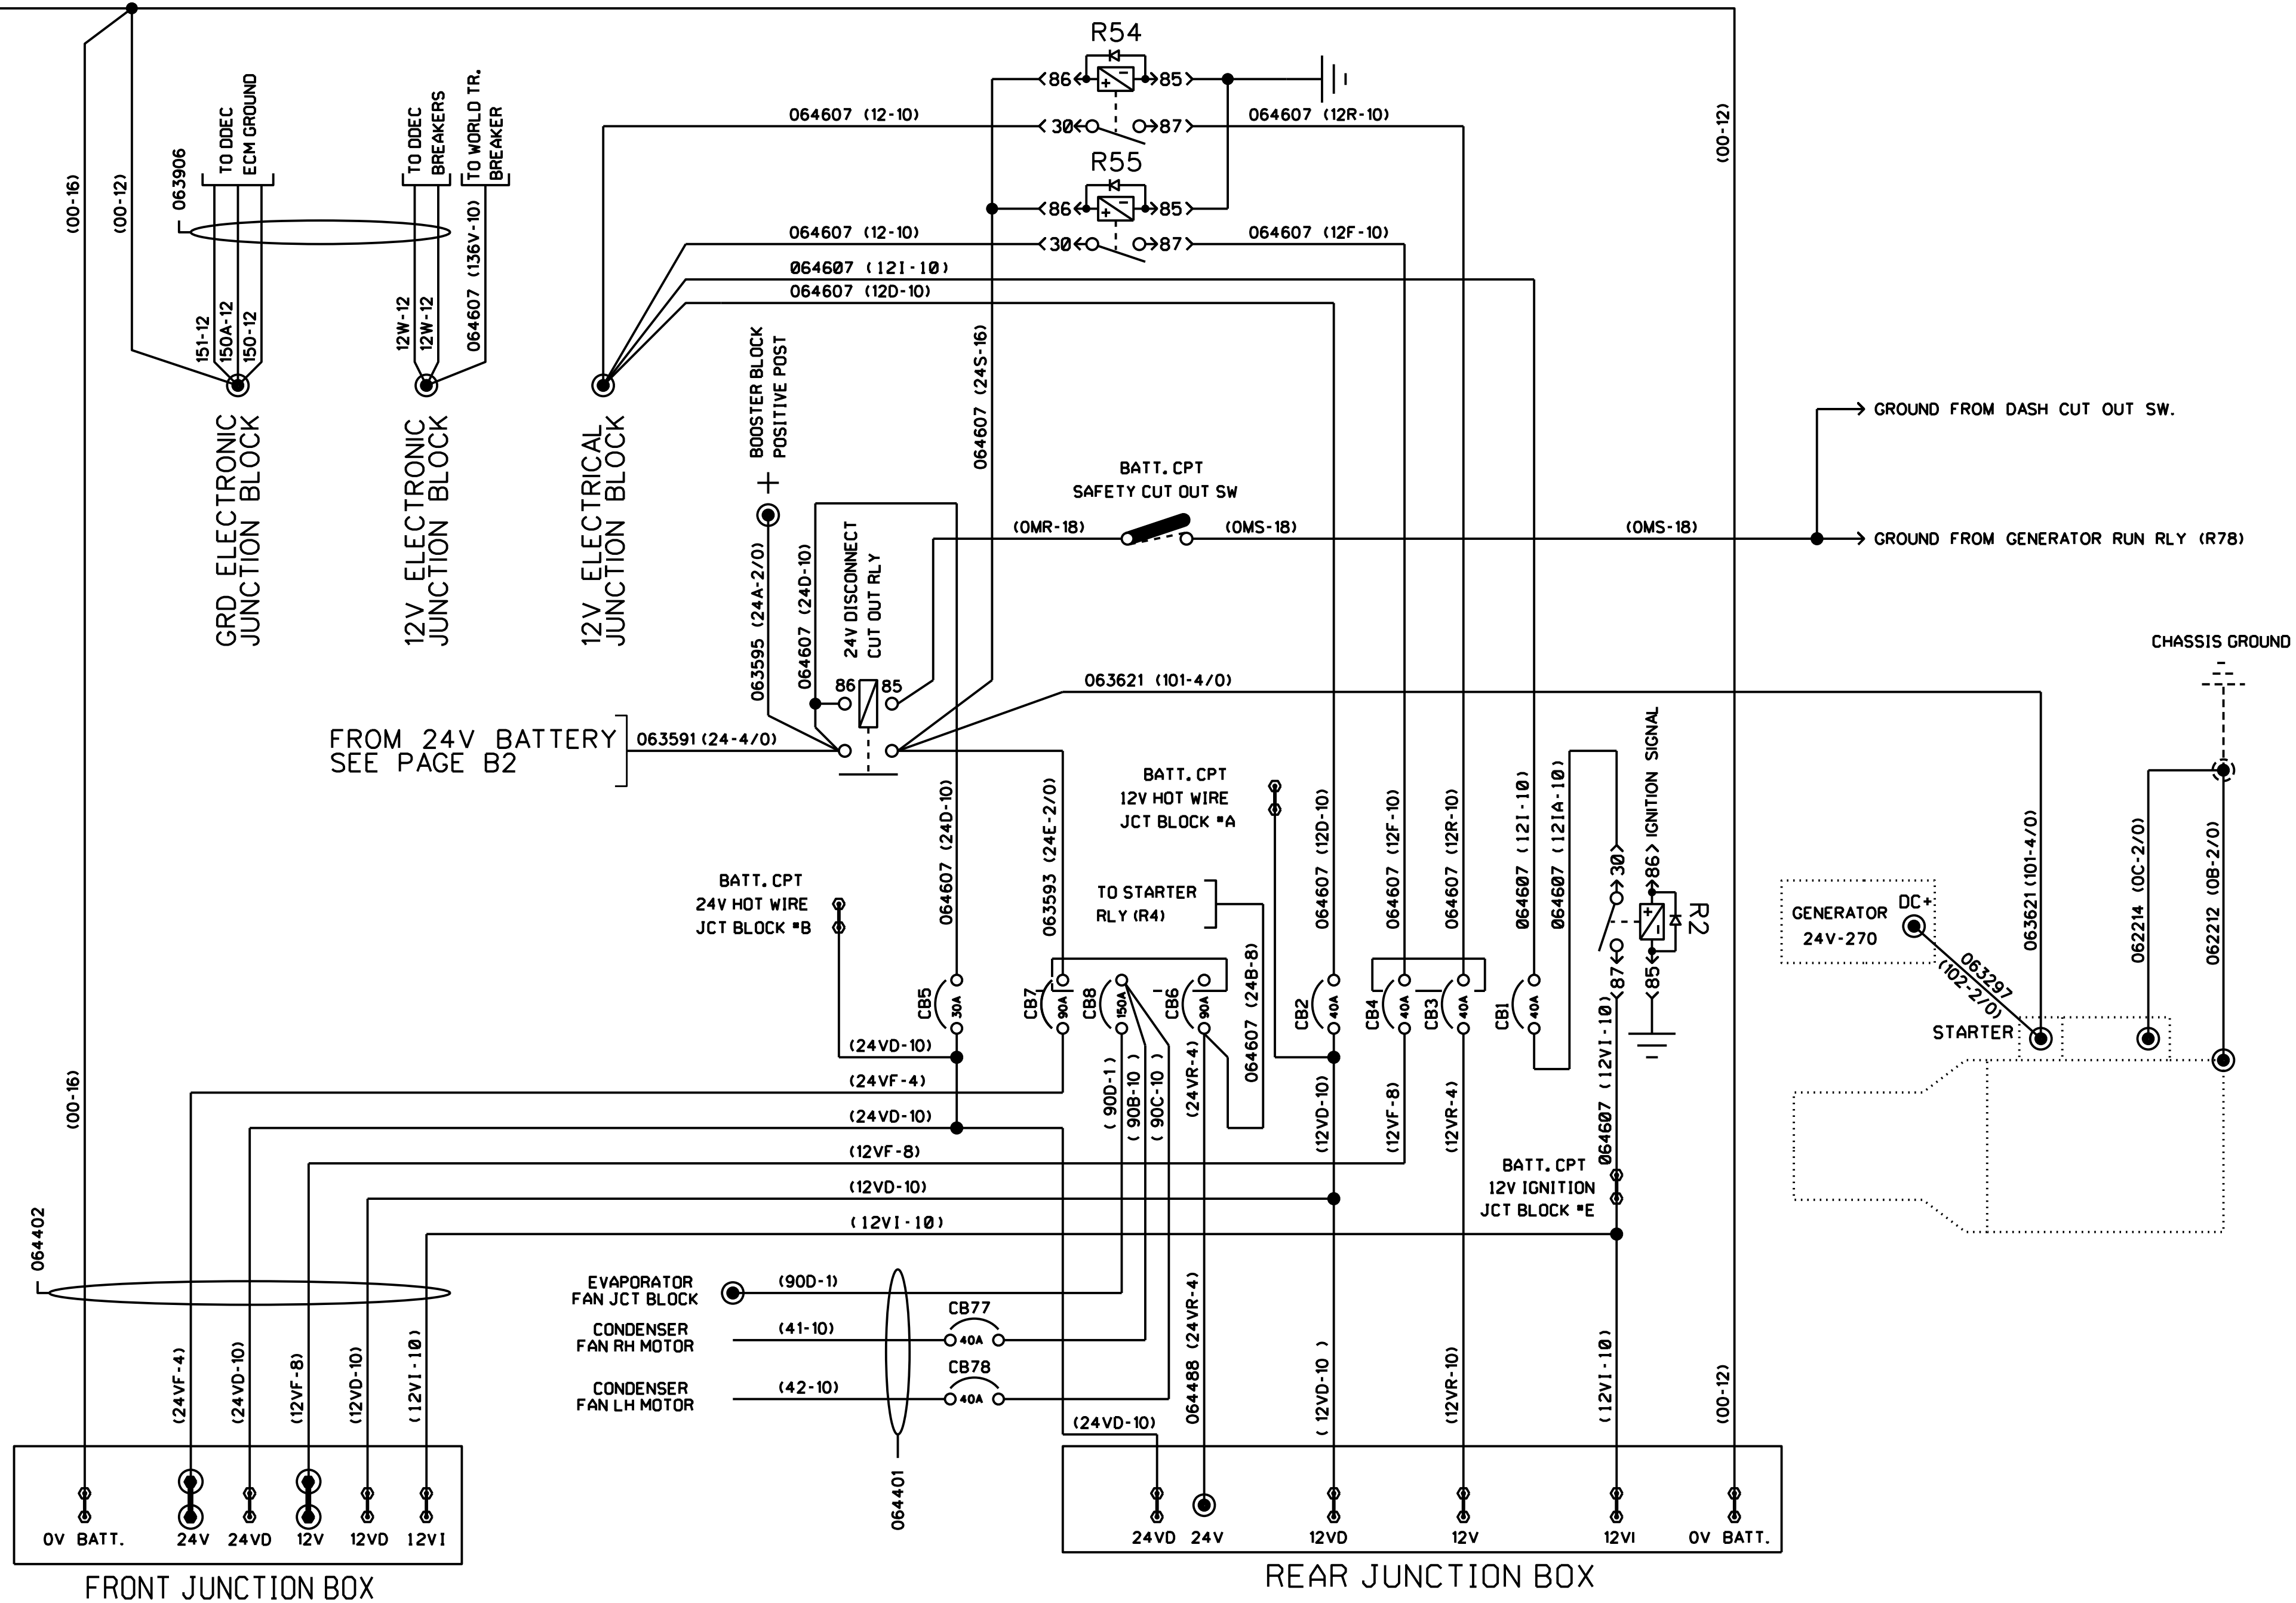 R54
86
85
064607 (12-10)
30
87
064607 (12R-10)
R55
86
85
064607 (12-10)
30
87
064607 (12F-10)
064607 (12I-10)
064607 (12D-10)
(00-16)
(00-12)
063906
TO DDEC
ECM GROUND
TO DDEC
BREAKERS
TO WORLD TR.
BREAKER
151-12
150A-12
150-12
12W-12
12W-12
064607 (136V-10)
(00-12)
GRD ELECTRONIC
JUNCTION BLOCK
12V ELECTRONIC
JUNCTION BLOCK
12V ELECTRICAL
JUNCTION BLOCK
BOOSTER BLOCK
POSITIVE POST
+
064607 (24S-16)
BATT. CPT
SAFETY CUT OUT SW
(0MR-18)
(0MS-18)
(0MS-18)
GROUND FROM DASH CUT OUT SW.
GROUND FROM GENERATOR RUN RLY (R78)
063595 (24A-2/0)
064607 (24D-10)
24V DISCONNECT
CUT OUT RLY
86
85
063621 (101-4/0)
FROM 24V BATTERY
SEE PAGE B2
063591 (24-4/0)
CHASSIS GROUND
BATT. CPT
12V HOT WIRE
JCT BLOCK "A
BATT. CPT
24V HOT WIRE
JCT BLOCK "B
064607 (24D-10)
063593 (24E-2/0)
TO STARTER
RLY (R4)
064607 (24B-8)
064607 (12D-10)
064607 (12F-10)
064607 (12R-10)
064607 (12I-10)
064607 (12IA-10)
IGNITION SIGNAL
30
86
R2
87
85
063621 (101-4/0)
062214 (0C-2/0)
062212 (0B-2/0)
GENERATOR
24V-270
DC+
063297
(102-2/0)
STARTER
CB5
30A
CB7
90A
CB8
150A
CB6
90A
CB2
40A
CB4
40A
CB3
40A
CB1
40A
(24VD-10)
(24VF-4)
(24VD-10)
(12VF-8)
(12VD-10)
(12VI-10)
(90D-1)
(90B-10)
(90C-10)
(24VR-4)
(12VD-10)
(12VF-8)
(12VR-4)
064607 (12VI-10)
BATT. CPT
12V IGNITION
JCT BLOCK "E
(00-16)
064402
EVAPORATOR
FAN JCT BLOCK
(90D-1)
CONDENSER
FAN RH MOTOR
(41-10)
CB77
40A
CONDENSER
FAN LH MOTOR
(42-10)
CB78
40A
064401
(24VF-4)
(24VD-10)
(12VF-8)
(12VD-10)
(12VI-10)
(24VD-10)
064488 (24VR-4)
(12VD-10)
(12VR-10)
(12VI-10)
(00-12)
0V BATT.
24V
24VD
12V
12VD
12VI
FRONT JUNCTION BOX
24VD
24V
12VD
12V
12VI
0V BATT.
REAR JUNCTION BOX